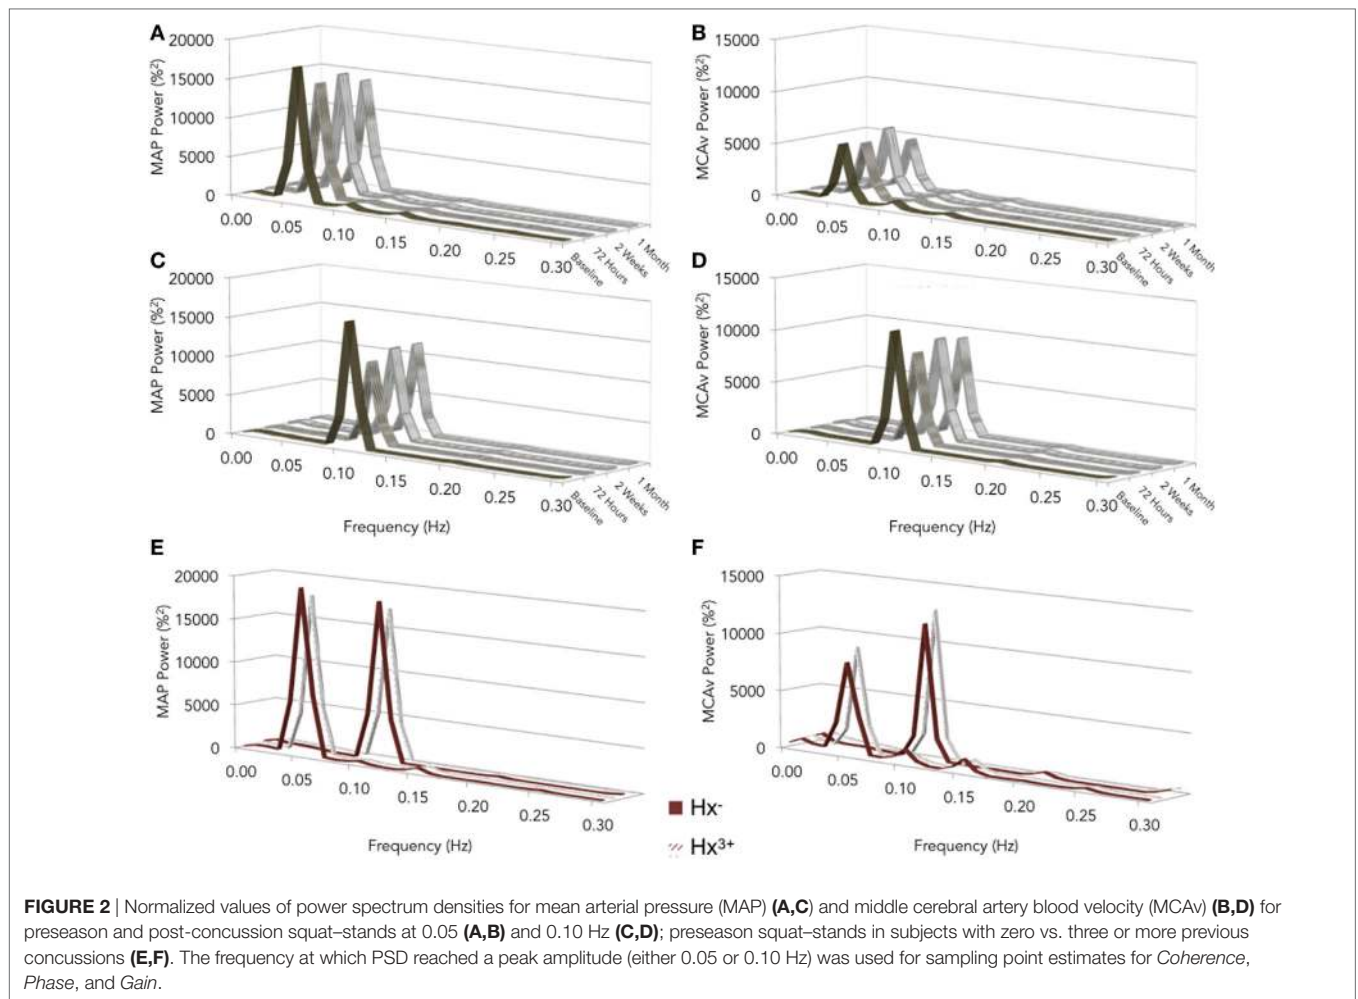 A
20000
15000
10000
5000
0
MAP Power (%²)
0.00
0.05
0.10
0.15
0.20
0.25
0.30
Baseline
72 Hours
2 Weeks
1 Month
B
15000
10000
5000
0
MCAv Power (%²)
0.00
0.05
0.10
0.15
0.20
0.25
0.30
Baseline
72 Hours
2 Weeks
1 Month
C
20000
15000
10000
5000
0
MAP Power (%²)
0.00
0.05
0.10
0.15
0.20
0.25
0.30
Baseline
72 Hours
2 Weeks
1 Month
Frequency (Hz)
D
15000
10000
5000
0
MCAv Power (%²)
0.00
0.05
0.10
0.15
0.20
0.25
0.30
Baseline
72 Hours
2 Weeks
1 Month
Frequency (Hz)
E
20000
15000
10000
5000
0
MAP Power (%²)
0.00
0.05
0.10
0.15
0.20
0.25
0.30
Frequency (Hz)
F
15000
10000
5000
0
MCAv Power (%²)
0.00
0.05
0.10
0.15
0.20
0.25
0.30
Frequency (Hz)
Hx⁻
Hx³⁺
FIGURE 2 | Normalized values of power spectrum densities for mean arterial pressure (MAP) (A,C) and middle cerebral artery blood velocity (MCAv) (B,D) for
preseason and post-concussion squat–stands at 0.05 (A,B) and 0.10 Hz (C,D); preseason squat–stands in subjects with zero vs. three or more previous
concussions (E,F). The frequency at which PSD reached a peak amplitude (either 0.05 or 0.10 Hz) was used for sampling point estimates for Coherence,
Phase, and Gain.